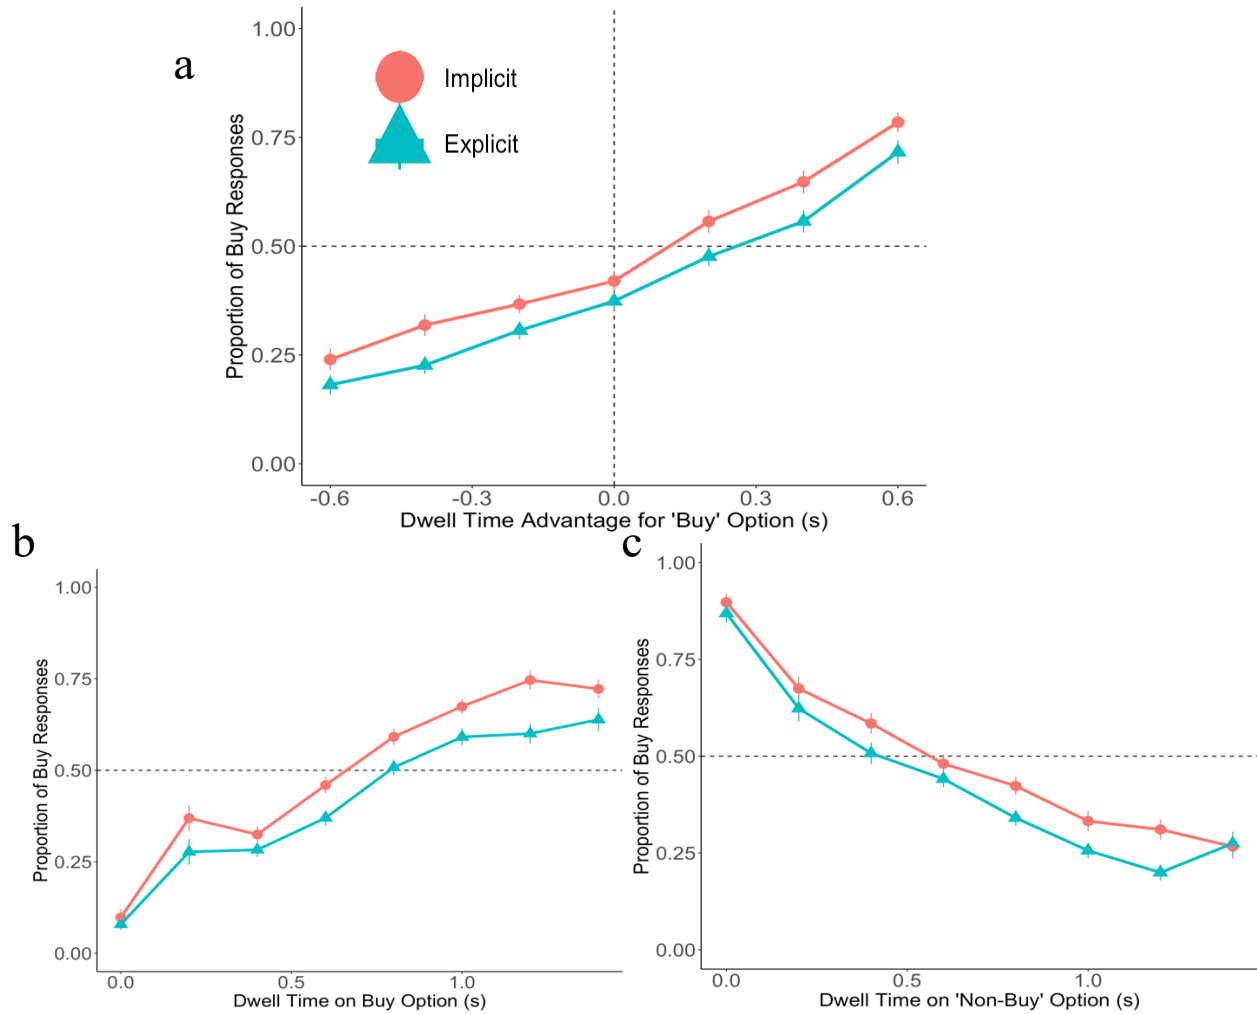 a
Implicit
Explicit
Proportion of Buy Responses
1.00
0.75
0.50
0.25
0.00
-0.6 -0.3 0.0 0.3 0.6
Dwell Time Advantage for 'Buy' Option (s)
b
Proportion of Buy Responses
1.00
0.75
0.50
0.25
0.00
0.0 0.5 1.0
Dwell Time on Buy Option (s)
c
Proportion of Buy Responses
1.00
0.75
0.50
0.25
0.00
0.0 0.5 1.0
Dwell Time on 'Non-Buy' Option (s)